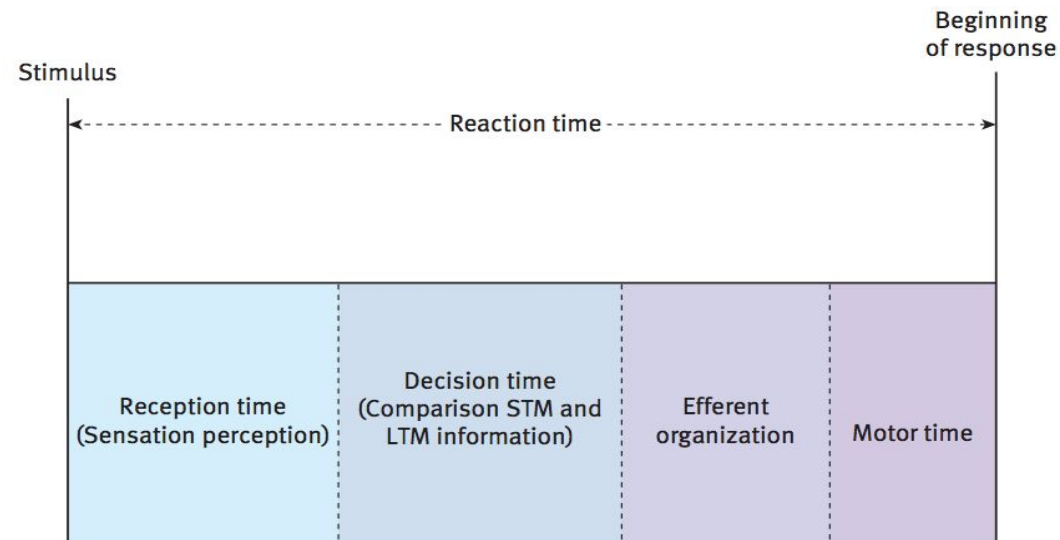 Beginning
of response
Stimulus
Reaction time
Reception time
(Sensation perception)
Decision time
(Comparison STM and
LTM information)
Efferent
organization
Motor time